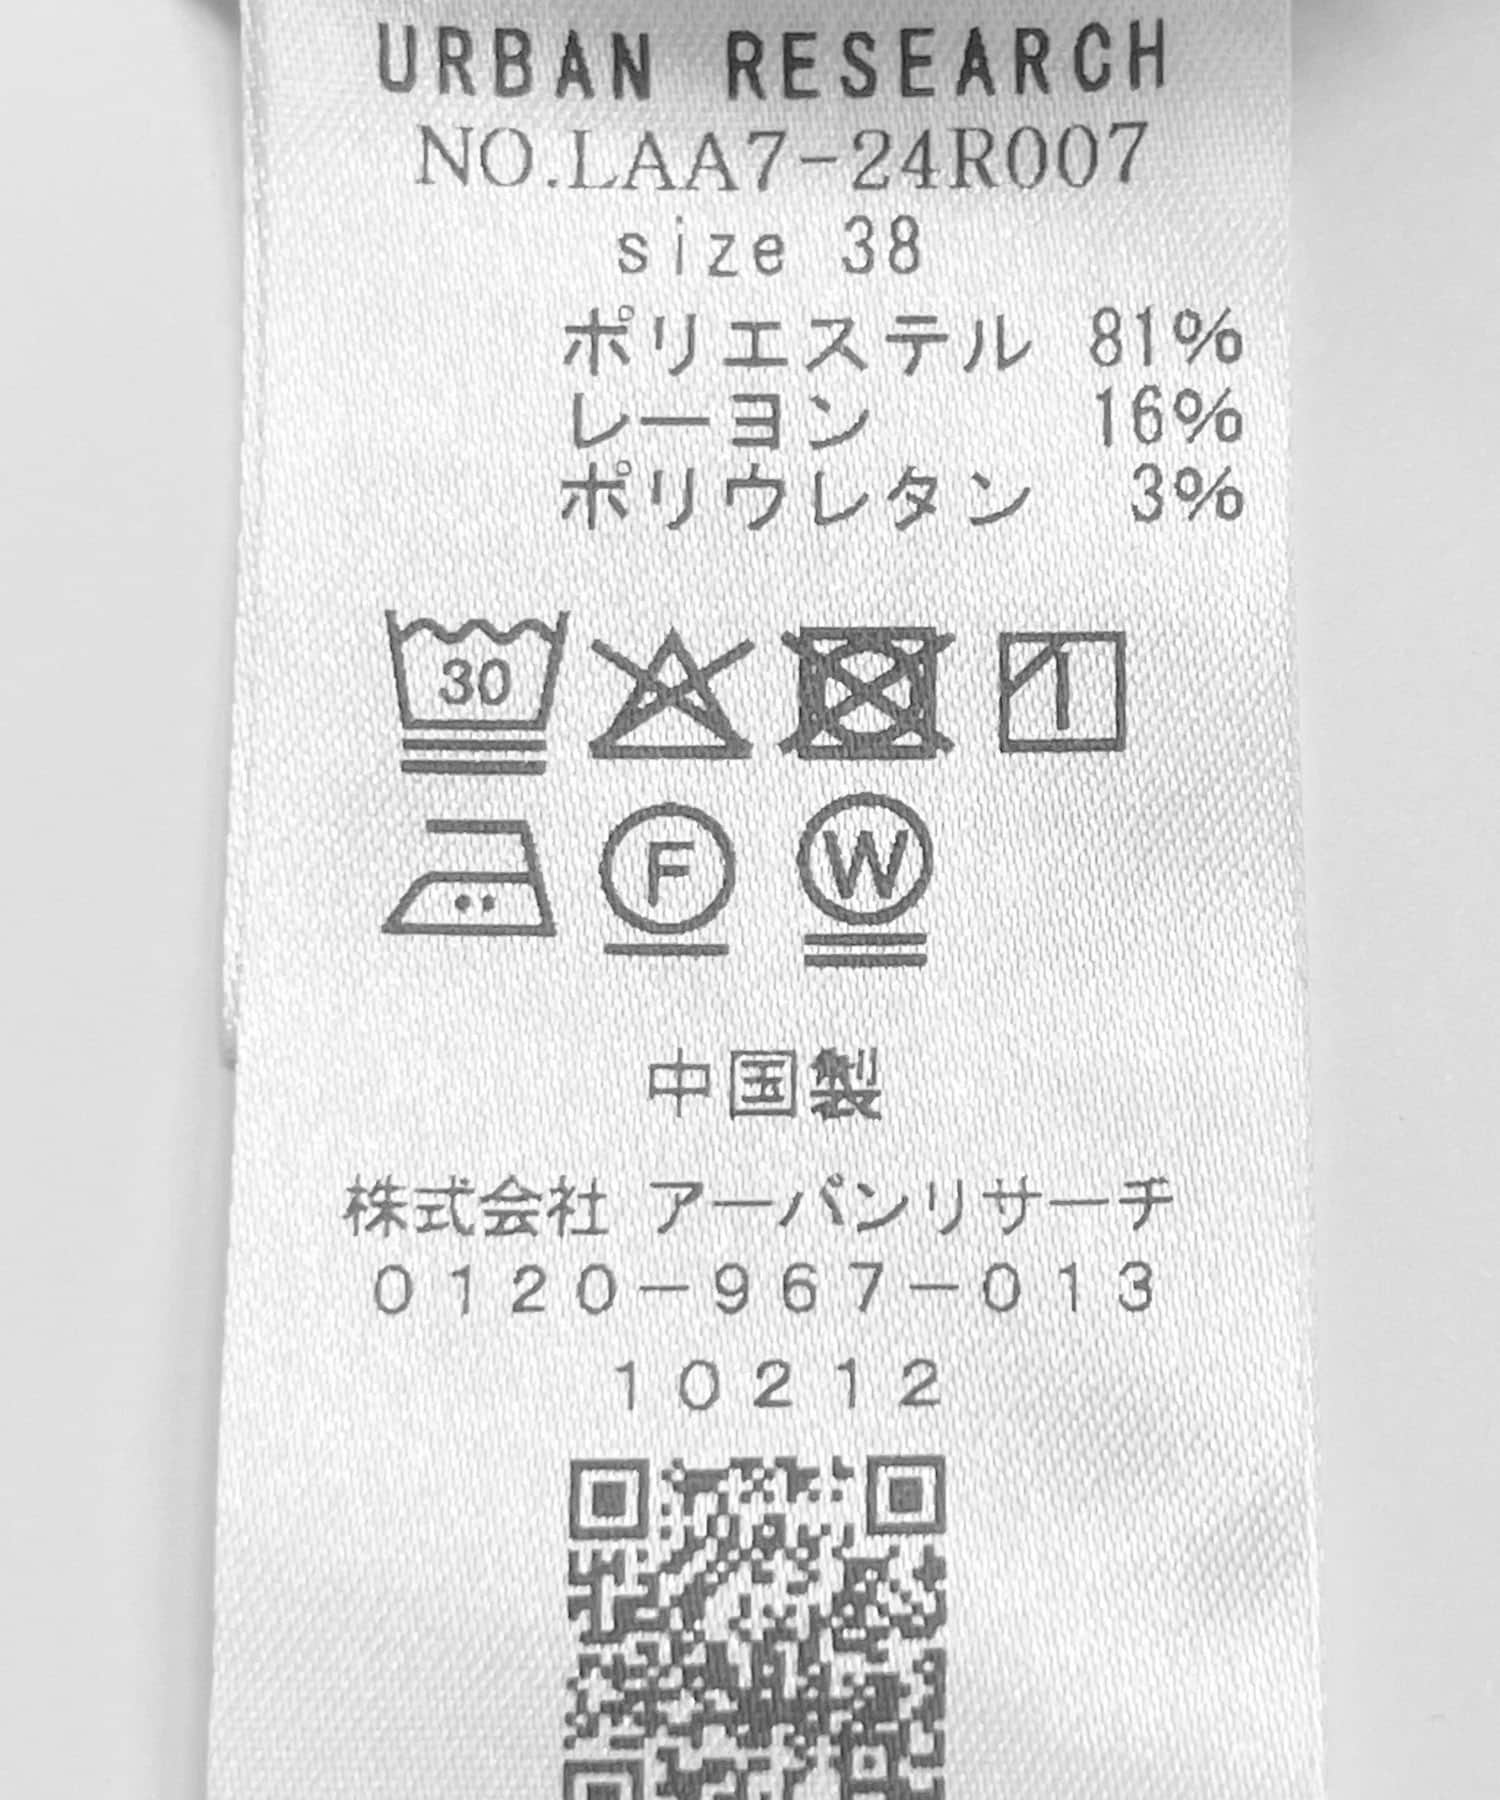 URBAN RESEARCH
NO.LAA7-24R007
size 38
ポリエステル 81%
レーヨン 16%
ポリウレタン 3%
30
F W
中国製
株式会社 アーバンリサーチ
0120-967-013
10212